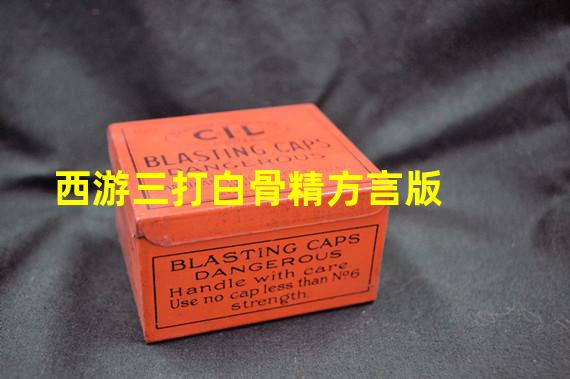 CIL
BLASTING CAPS
DANGEROUS
西游三打白骨精方言版
BLASTING CAPS
DANGEROUS
Handle with care
Use no cap less than Nº6
strength.